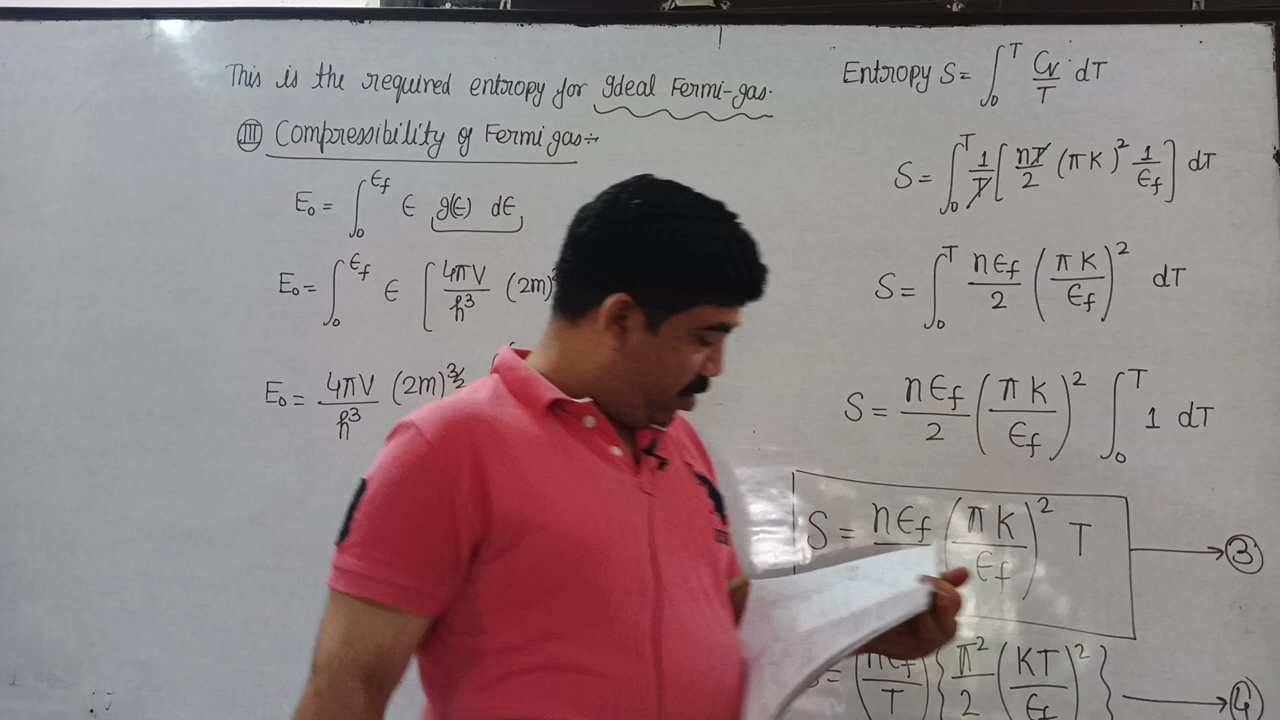 This is the required entropy for Ideal Fermi-gas.
III Compressibility of Fermi gas:-
E₀ = ∫₀^ϵf ϵ g(ϵ) dϵ
E₀ = ∫₀^ϵf ϵ [ 4πV/h³ (2m)³
E₀ = 4πV/h³ (2m)^3/2
Entropy S = ∫₀^T Cv/T dT
S = ∫₀^T 1/T [ nT/2 (πK)² 1/ϵf ] dT
S = ∫₀^T nϵf/2 (πK/ϵf)² dT
S = nϵf/2 (πK/ϵf)² ∫₀^T 1 dT
S = nϵf (πK/ϵf)² T → 3
= (nϵf/T) { π²/2 (KT/ϵf)² } → 4